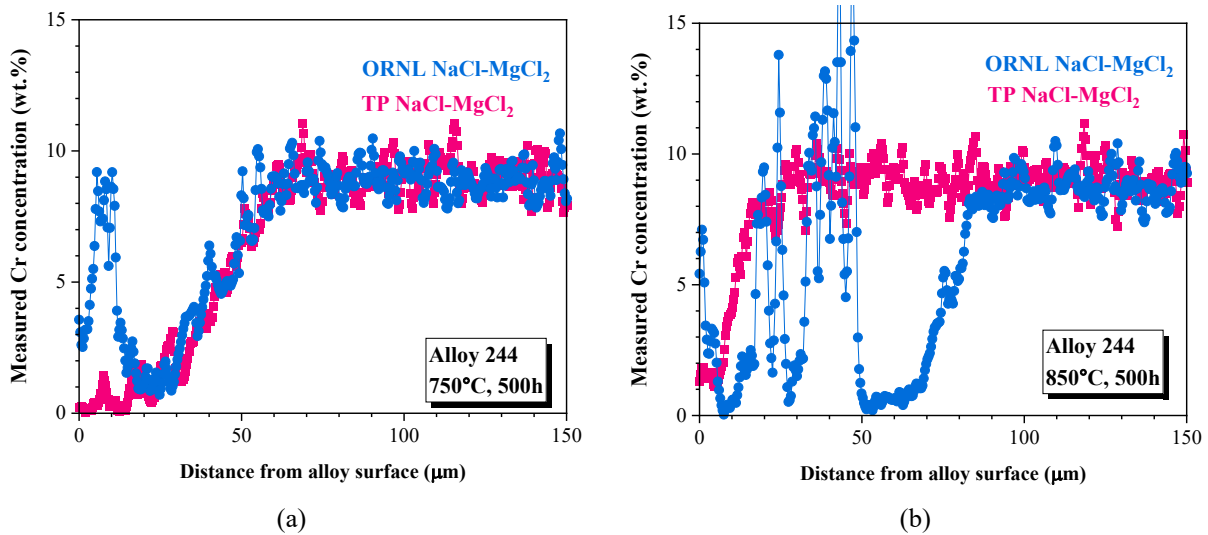 15
10
5
0
Measured Cr concentration (wt.%)
ORNL NaCl-MgCl₂
TP NaCl-MgCl₂
Alloy 244
750°C, 500h
0 50 100 150
Distance from alloy surface (μm)
(a)
15
10
5
0
Measured Cr concentration (wt.%)
ORNL NaCl-MgCl₂
TP NaCl-MgCl₂
Alloy 244
850°C, 500h
0 50 100 150
Distance from alloy surface (μm)
(b)